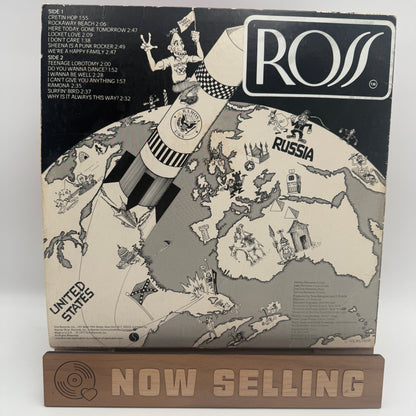 SIDE 1
CRETIN HOP 1:55
ROCKAWAY BEACH 2:06
HERE TODAY, GONE TOMORROW 2:47
LOCKET LOVE 2:09
I DON'T CARE 1:38
SHEENA IS A PUNK ROCKER 2:49
WE'RE A HAPPY FAMILY 2:47
SIDE 2
TEENAGE LOBOTOMY 2:00
DO YOU WANNA DANCE? 1:52
I WANNA BE WELL 2:28
I CAN'T GIVE YOU ANYTHING 1:57
RAMONA 2:35
SURFIN' BIRD 2:37
WHY IS IT ALWAYS THIS WAY? 2:32
ROSS
RUSSIA
UNITED
STATES
NOW SELLING